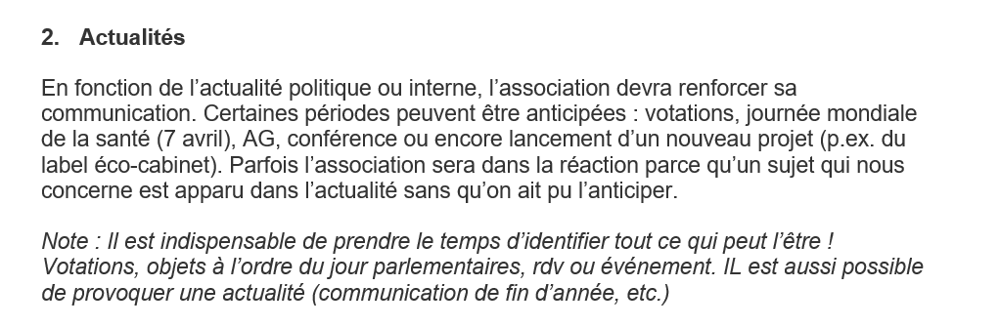 2. Actualités
En fonction de l’actualité politique ou interne, l’association devra renforcer sa
communication. Certaines périodes peuvent être anticipées : votations, journée mondiale
de la santé (7 avril), AG, conférence ou encore lancement d’un nouveau projet (p.ex. du
label éco-cabinet). Parfois l’association sera dans la réaction parce qu’un sujet qui nous
concerne est apparu dans l’actualité sans qu’on ait pu l’anticiper.
Note : Il est indispensable de prendre le temps d’identifier tout ce qui peut l’être !
Votations, objets à l’ordre du jour parlementaires, rdv ou événement. IL est aussi possible
de provoquer une actualité (communication de fin d’année, etc.)